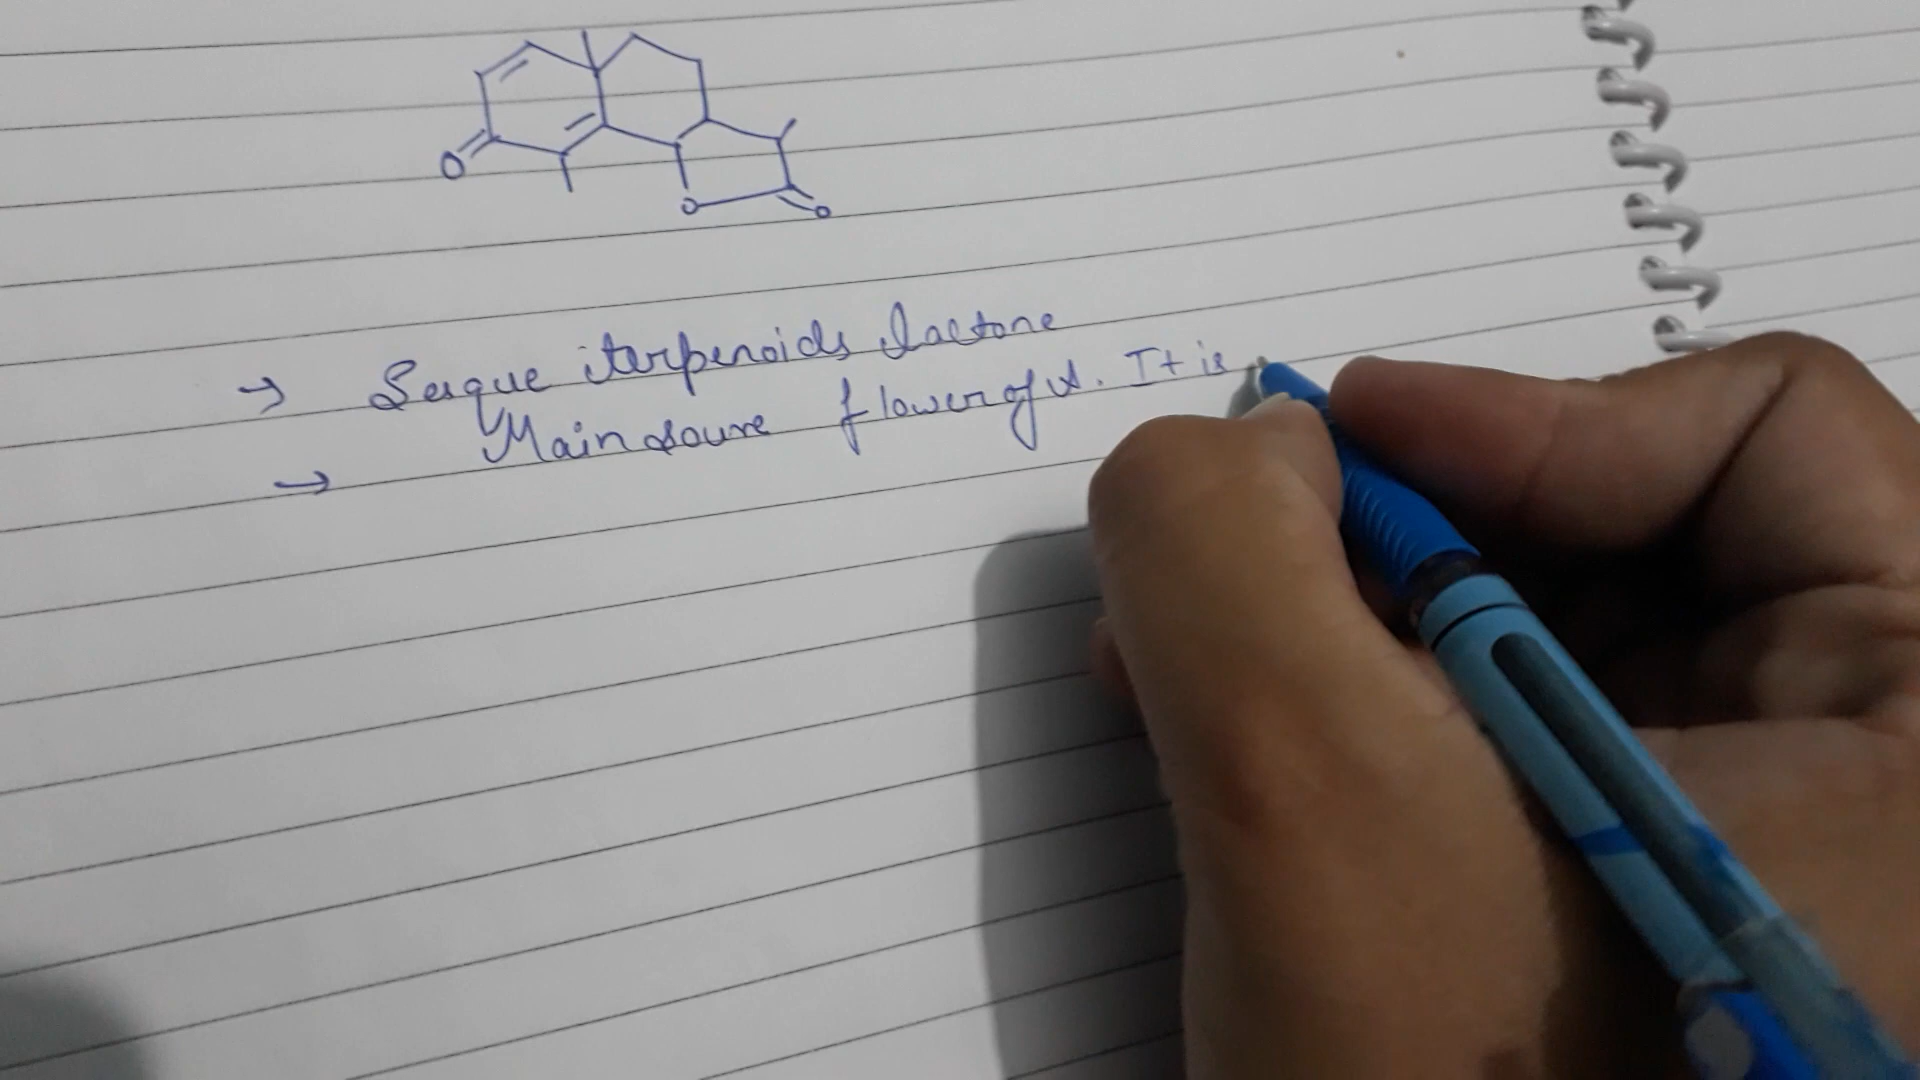 O
O
O
→ Sesque iterpenoids lactone
→ Main soure flower of A. It is